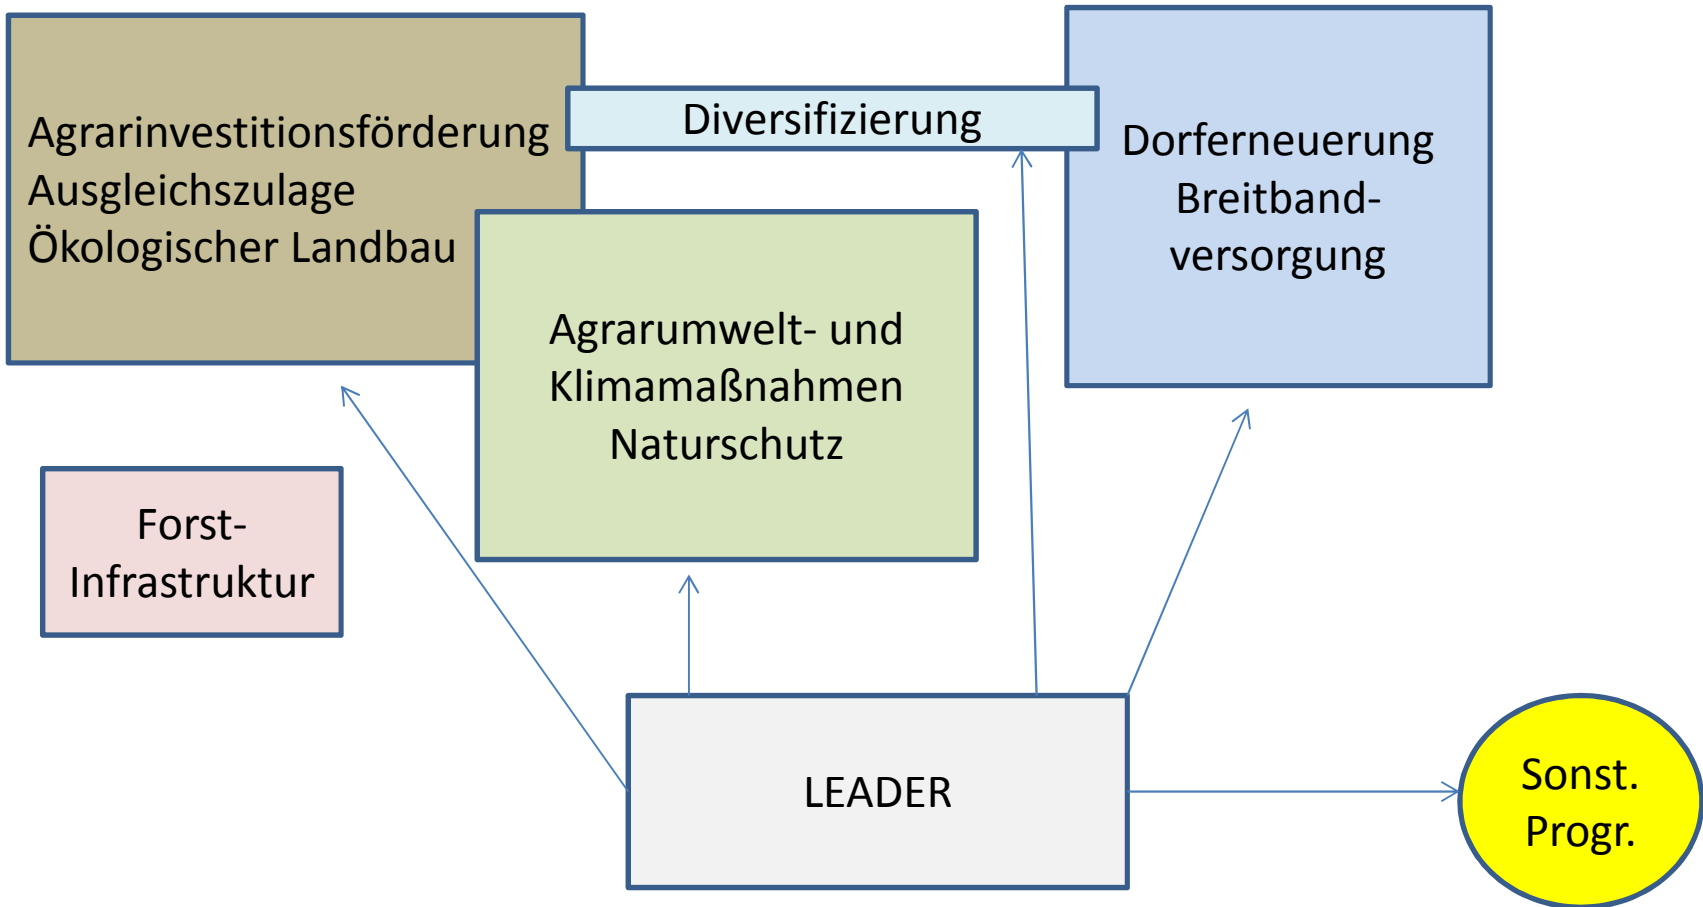 Agrarinvestitionsförderung
Ausgleichszulage
Ökologischer Landbau
Diversifizierung
Dorferneuerung
Breitband-
versorgung
Agrarumwelt- und
Klimamaßnahmen
Naturschutz
Forst-
Infrastruktur
LEADER
Sonst.
Progr.